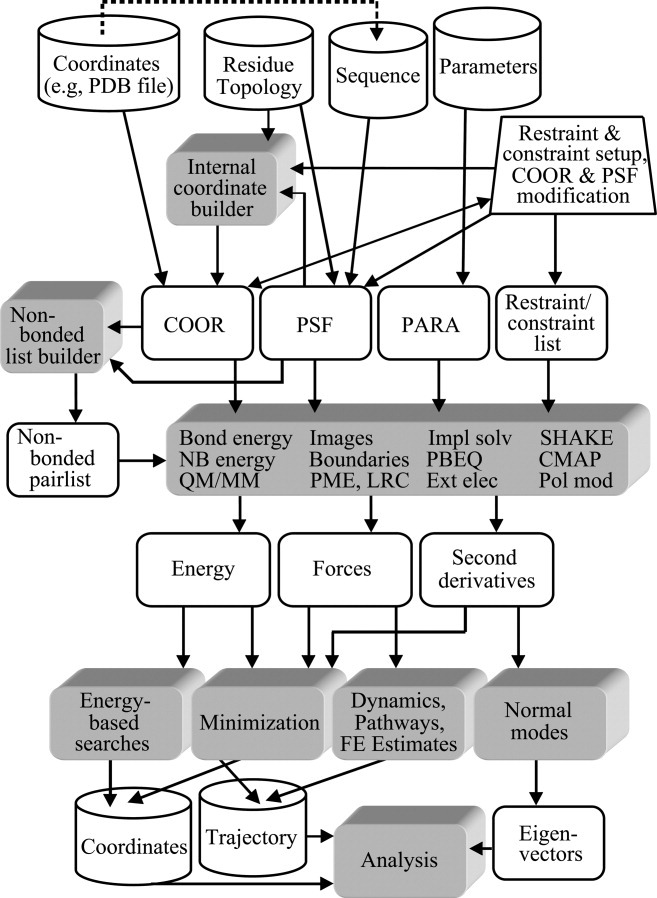 Coordinates
(e.g, PDB file)
Residue
Topology
Sequence
Parameters
Restraint &
constraint setup,
COOR & PSF
modification
Internal
coordinate
builder
Non-
bonded
list builder
COOR
PSF
PARA
Restraint/
constraint
list
Non-
bonded
pairlist
Bond energy
NB energy
QM/MM
Images
Boundaries
PME, LRC
Impl solv
PBEQ
Ext elec
SHAKE
CMAP
Pol mod
Energy
Forces
Second
derivatives
Energy-
based
searches
Minimization
Dynamics,
Pathways,
FE Estimates
Normal
modes
Coordinates
Trajectory
Analysis
Eigen-
vectors